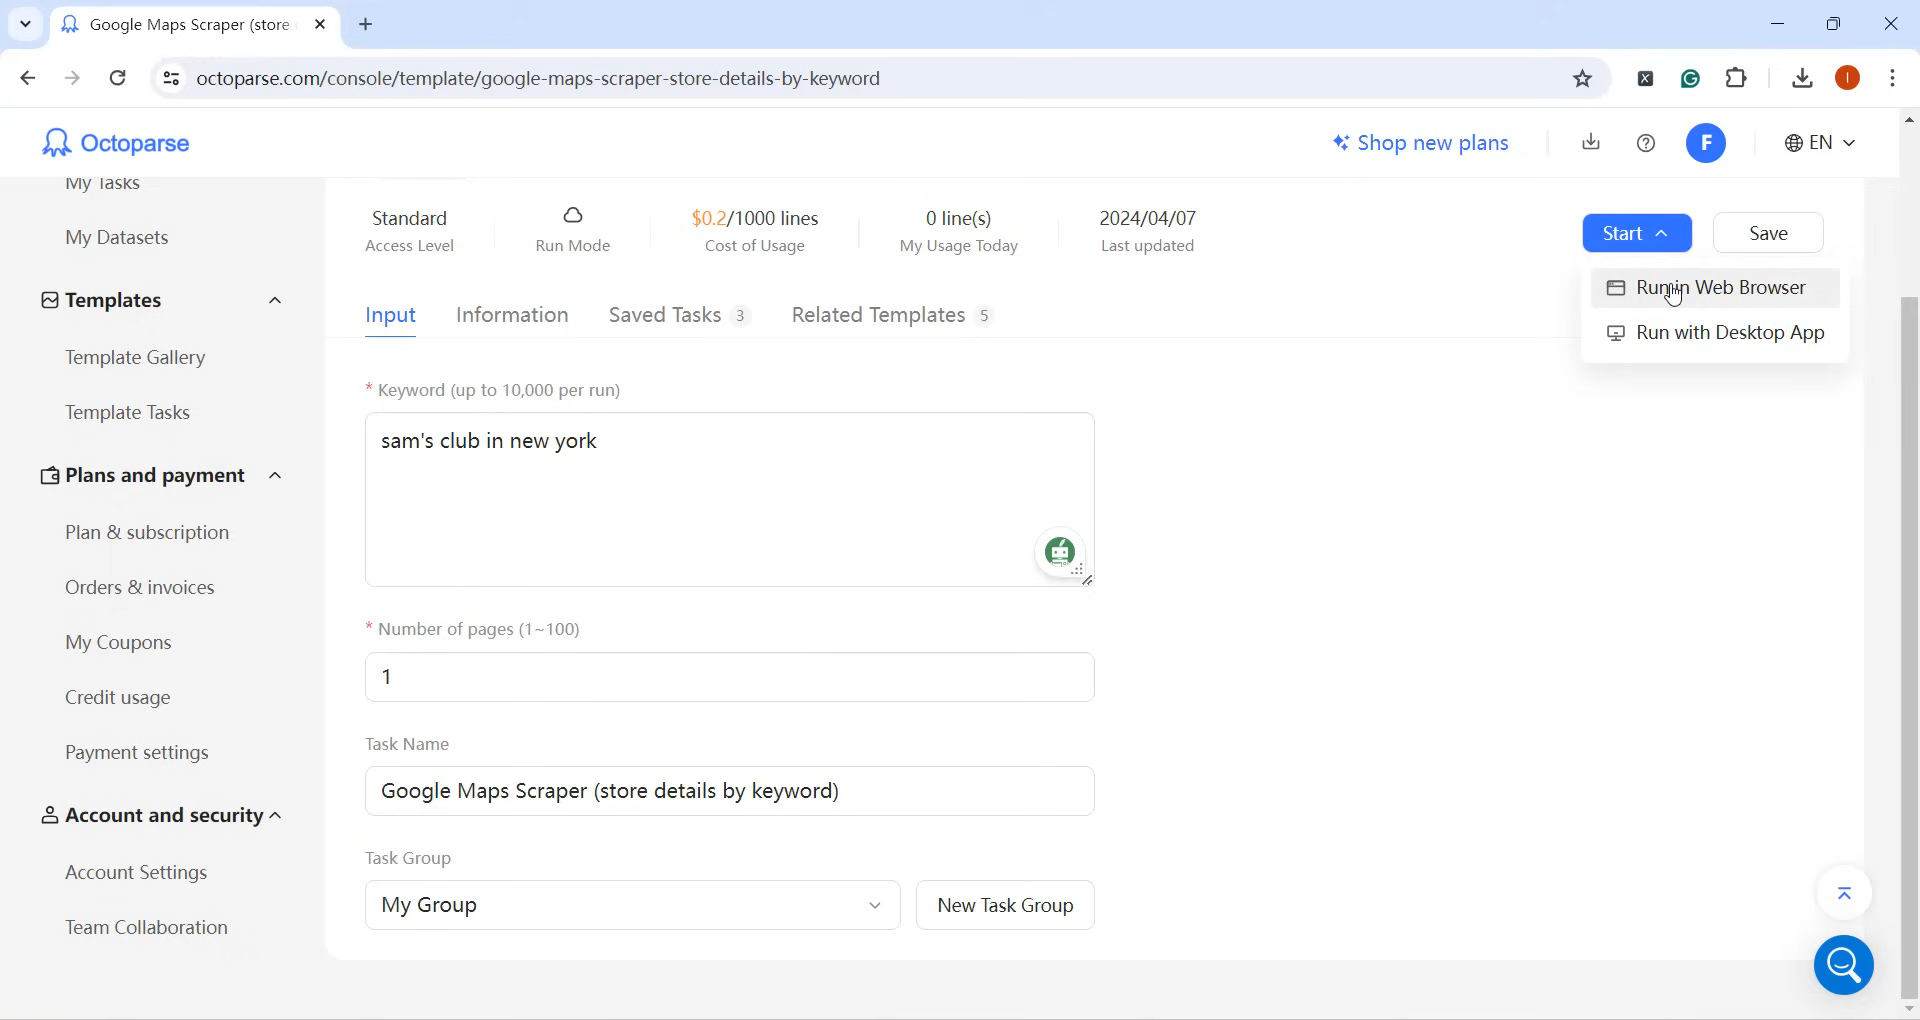 Google Maps Scraper (store
octoparse.com/console/template/google-maps-scraper-store-details-by-keyword
Octoparse
Shop new plans
F
EN
My Tasks
My Datasets
Templates
Template Gallery
Template Tasks
Plans and payment
Plan & subscription
Orders & invoices
My Coupons
Credit usage
Payment settings
Account and security
Account Settings
Team Collaboration
Standard
Access Level
Run Mode
$0.2/1000 lines
Cost of Usage
0 line(s)
My Usage Today
2024/04/07
Last updated
Start
Save
Run in Web Browser
Run with Desktop App
Input
Information
Saved Tasks 3
Related Templates 5
* Keyword (up to 10,000 per run)
sam's club in new york
* Number of pages (1~100)
1
Task Name
Google Maps Scraper (store details by keyword)
Task Group
My Group
New Task Group